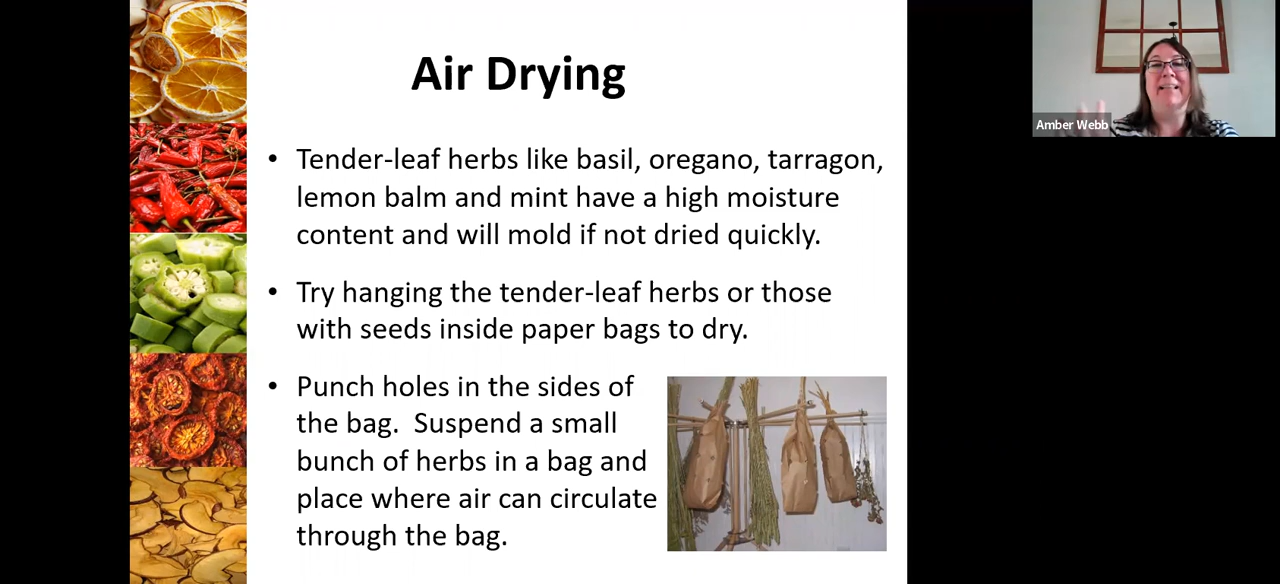 Air Drying
• Tender-leaf herbs like basil, oregano, tarragon,
lemon balm and mint have a high moisture
content and will mold if not dried quickly.
• Try hanging the tender-leaf herbs or those
with seeds inside paper bags to dry.
• Punch holes in the sides of
the bag.  Suspend a small
bunch of herbs in a bag and
place where air can circulate
through the bag.
Amber Webb